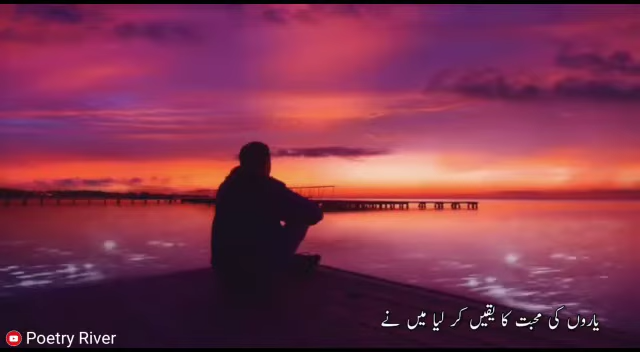 یاروں کی محبت کا یقیں کر لیا میں نے
Poetry River